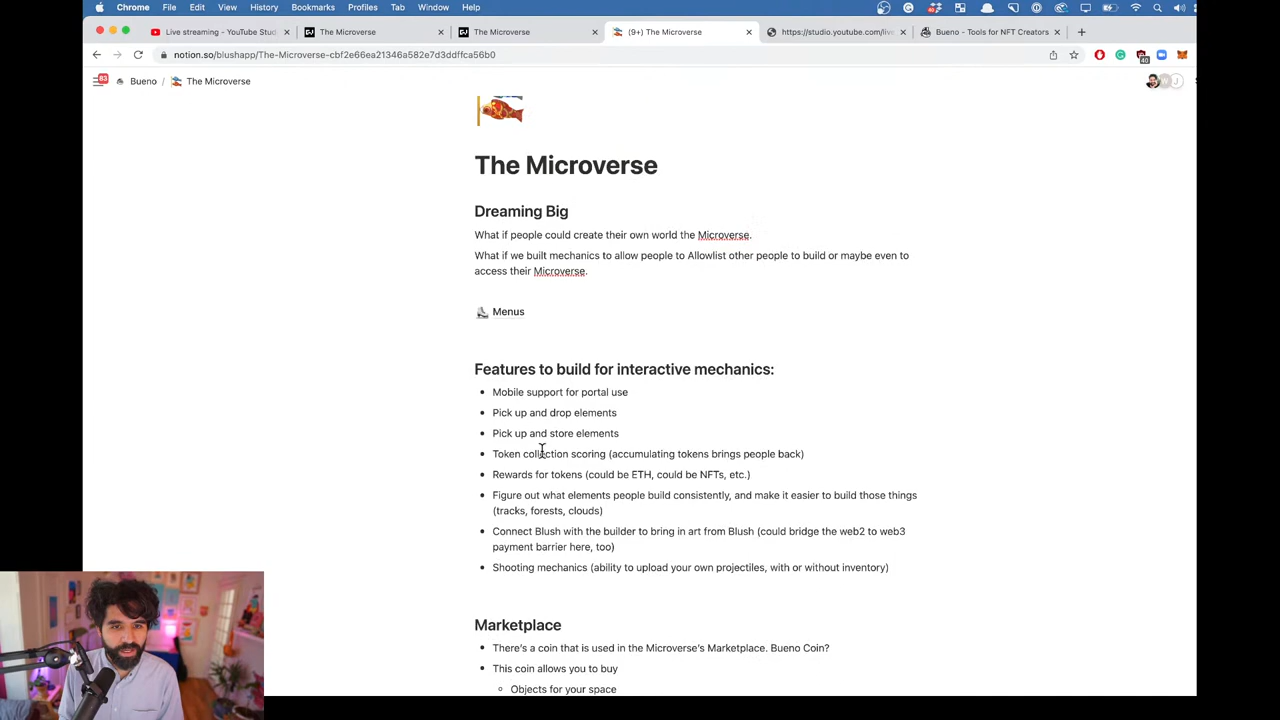 Chrome File Edit View History Bookmarks Profiles Tab Window Help
Live streaming - YouTube Stud
The Microverse
The Microverse
(9+) The Microverse
https://studio.youtube.com/live
Bueno - Tools for NFT Creators
notion.so/blushapp/The-Microverse-cbf2e66ea21346a582e7d3ddffca56b0
40
83
Bueno / The Microverse
W J
The Microverse
Dreaming Big
What if people could create their own world the Microverse.
What if we built mechanics to allow people to Allowlist other people to build or maybe even to
access their Microverse.
Menus
Features to build for interactive mechanics:
• Mobile support for portal use
• Pick up and drop elements
• Pick up and store elements
• Token collection scoring (accumulating tokens brings people back)
• Rewards for tokens (could be ETH, could be NFTs, etc.)
• Figure out what elements people build consistently, and make it easier to build those things
(tracks, forests, clouds)
• Connect Blush with the builder to bring in art from Blush (could bridge the web2 to web3
payment barrier here, too)
• Shooting mechanics (ability to upload your own projectiles, with or without inventory)
Marketplace
• There's a coin that is used in the Microverse's Marketplace. Bueno Coin?
• This coin allows you to buy
◦ Objects for your space